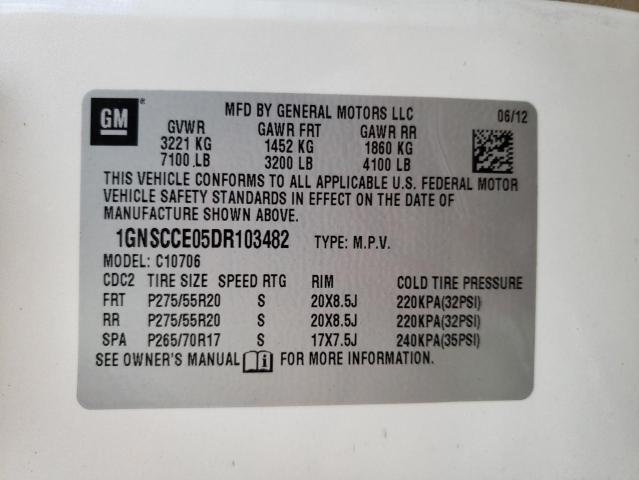 GM ® MFD BY GENERAL MOTORS LLC 06/12
GVWR GAWR FRT GAWR RR
3221 KG 1452 KG 1860 KG
7100 LB 3200 LB 4100 LB
THIS VEHICLE CONFORMS TO ALL APPLICABLE U.S. FEDERAL MOTOR
VEHICLE SAFETY STANDARDS IN EFFECT ON THE DATE OF
MANUFACTURE SHOWN ABOVE.
1GNSCCE05DR103482 TYPE: M.P.V.
MODEL: C10706
CDC2 TIRE SIZE SPEED RTG RIM COLD TIRE PRESSURE
FRT P275/55R20 S 20X8.5J 220KPA(32PSI)
RR P275/55R20 S 20X8.5J 220KPA(32PSI)
SPA P265/70R17 S 17X7.5J 240KPA(35PSI)
SEE OWNER'S MANUAL FOR MORE INFORMATION.